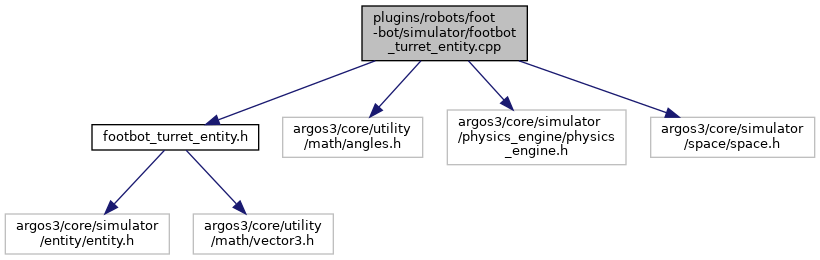 plugins/robots/foot
-bot/simulator/footbot
_turret_entity.cpp
footbot_turret_entity.h
argos3/core/utility
/math/angles.h
argos3/core/simulator
/physics_engine/physics
_engine.h
argos3/core/simulator
/space/space.h
argos3/core/simulator
/entity/entity.h
argos3/core/utility
/math/vector3.h